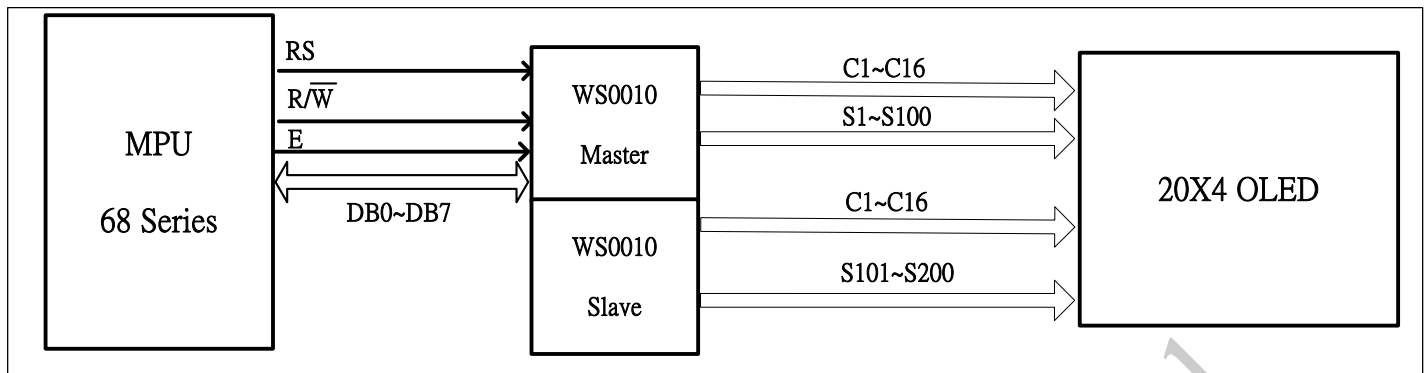 MPU
68 Series
RS
R/W̅
E
DB0~DB7
WS0010
Master
WS0010
Slave
C1~C16
S1~S100
C1~C16
S101~S200
20X4 OLED